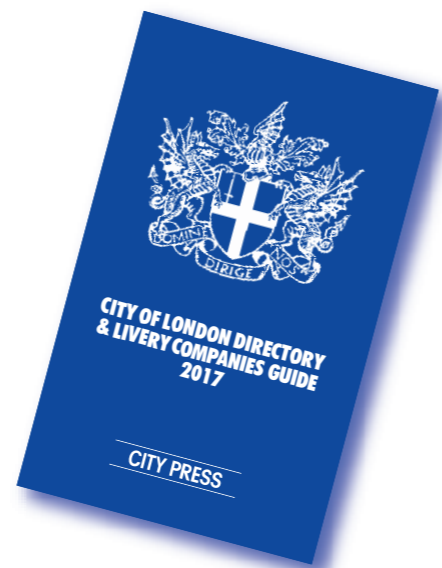 DOMINE DIRIGE NOS
CITY OF LONDON DIRECTORY
& LIVERY COMPANIES GUIDE
2017
CITY PRESS